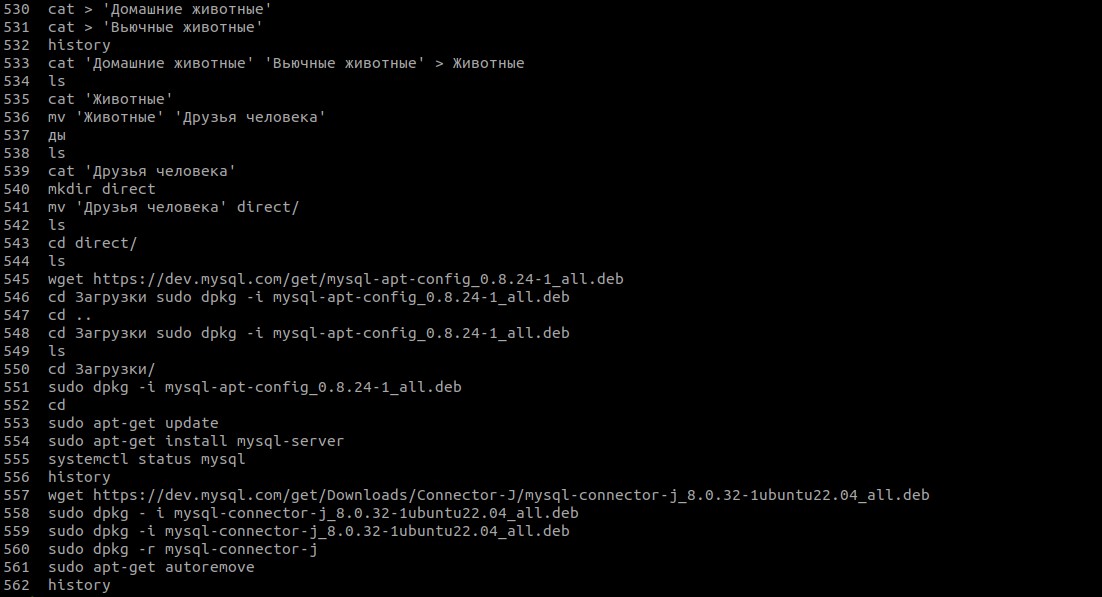 530 cat > 'Домашние животные'
531 cat > 'Вьючные животные'
532 history
533 cat 'Домашние животные' 'Вьючные животные' > Животные
534 ls
535 cat 'Животные'
536 mv 'Животные' 'Друзья человека'
537 ды
538 ls
539 cat 'Друзья человека'
540 mkdir direct
541 mv 'Друзья человека' direct/
542 ls
543 cd direct/
544 ls
545 wget https://dev.mysql.com/get/mysql-apt-config_0.8.24-1_all.deb
546 cd Загрузки sudo dpkg -i mysql-apt-config_0.8.24-1_all.deb
547 cd ..
548 cd Загрузки sudo dpkg -i mysql-apt-config_0.8.24-1_all.deb
549 ls
550 cd Загрузки/
551 sudo dpkg -i mysql-apt-config_0.8.24-1_all.deb
552 cd
553 sudo apt-get update
554 sudo apt-get install mysql-server
555 systemctl status mysql
556 history
557 wget https://dev.mysql.com/get/Downloads/Connector-J/mysql-connector-j_8.0.32-1ubuntu22.04_all.deb
558 sudo dpkg - i mysql-connector-j_8.0.32-1ubuntu22.04_all.deb
559 sudo dpkg -i mysql-connector-j_8.0.32-1ubuntu22.04_all.deb
560 sudo dpkg -r mysql-connector-j
561 sudo apt-get autoremove
562 history